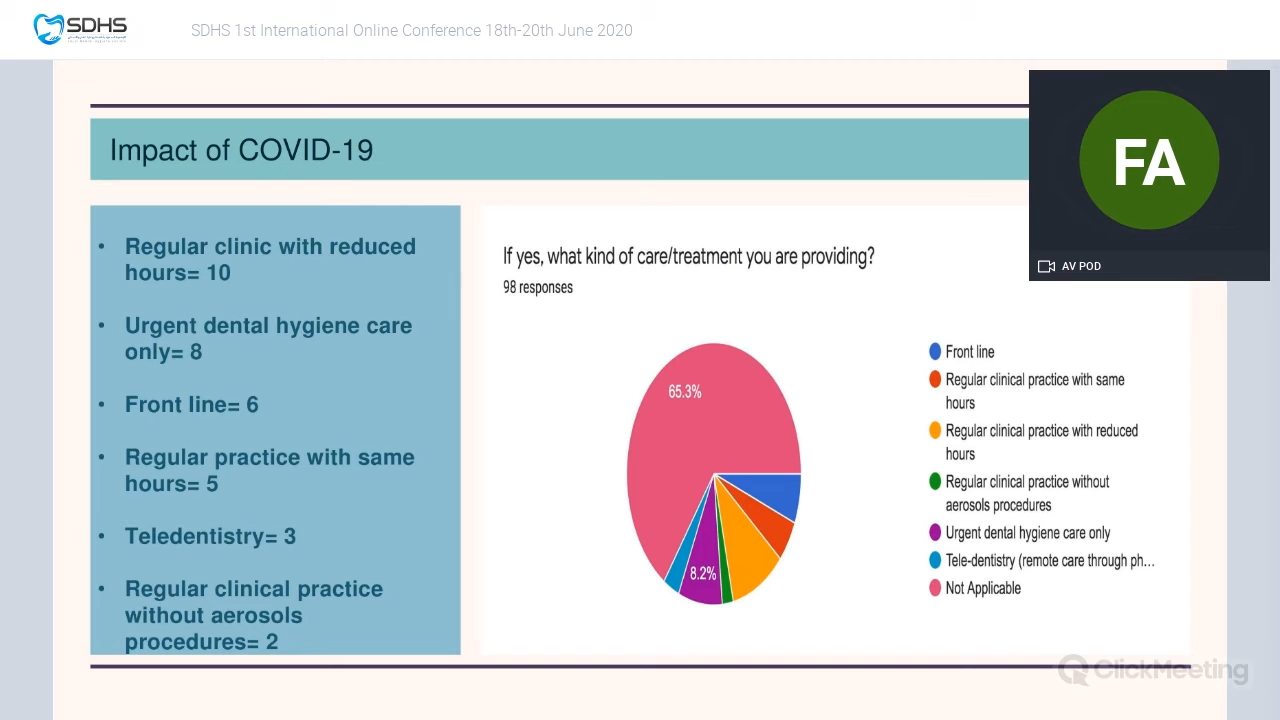 SDHS
SDHS 1st International Online Conference 18th-20th June 2020
Impact of COVID-19
FA
AV POD
• Regular clinic with reduced
hours= 10
• Urgent dental hygiene care
only= 8
• Front line= 6
• Regular practice with same
hours= 5
• Teledentistry= 3
• Regular clinical practice
without aerosols
procedures= 2
If yes, what kind of care/treatment you are providing?
98 responses
65.3%
8.2%
Front line
Regular clinical practice with same
hours
Regular clinical practice with reduced
hours
Regular clinical practice without
aerosols procedures
Urgent dental hygiene care only
Tele-dentistry (remote care through ph...
Not Applicable
ClickMeeting